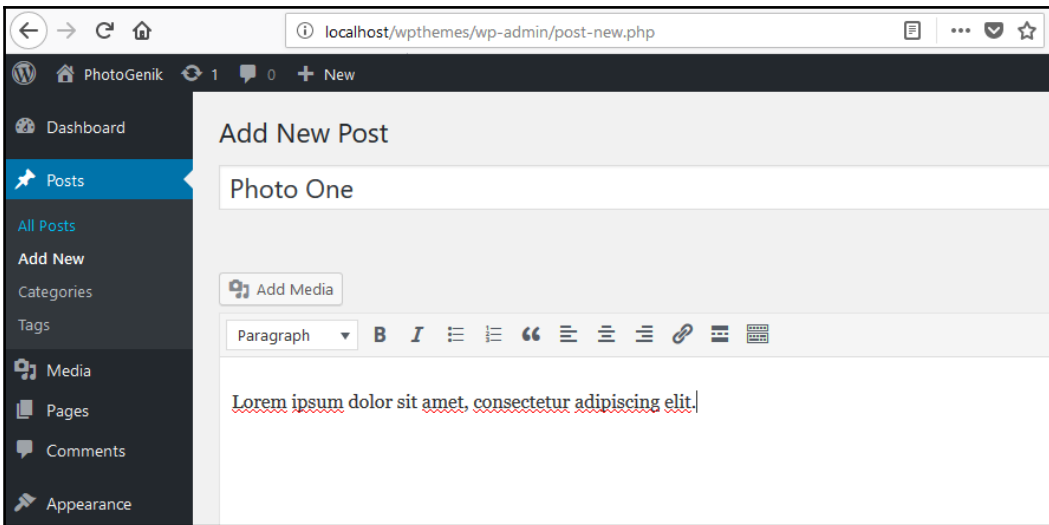 localhost/wpthemes/wp-admin/post-new.php
PhotoGenik 1 0 + New
Dashboard
Add New Post
Posts
Photo One
All Posts
Add New
Categories
Add Media
Tags
Paragraph B I
Media
Lorem ipsum dolor sit amet, consectetur adipiscing elit.
Pages
Comments
Appearance